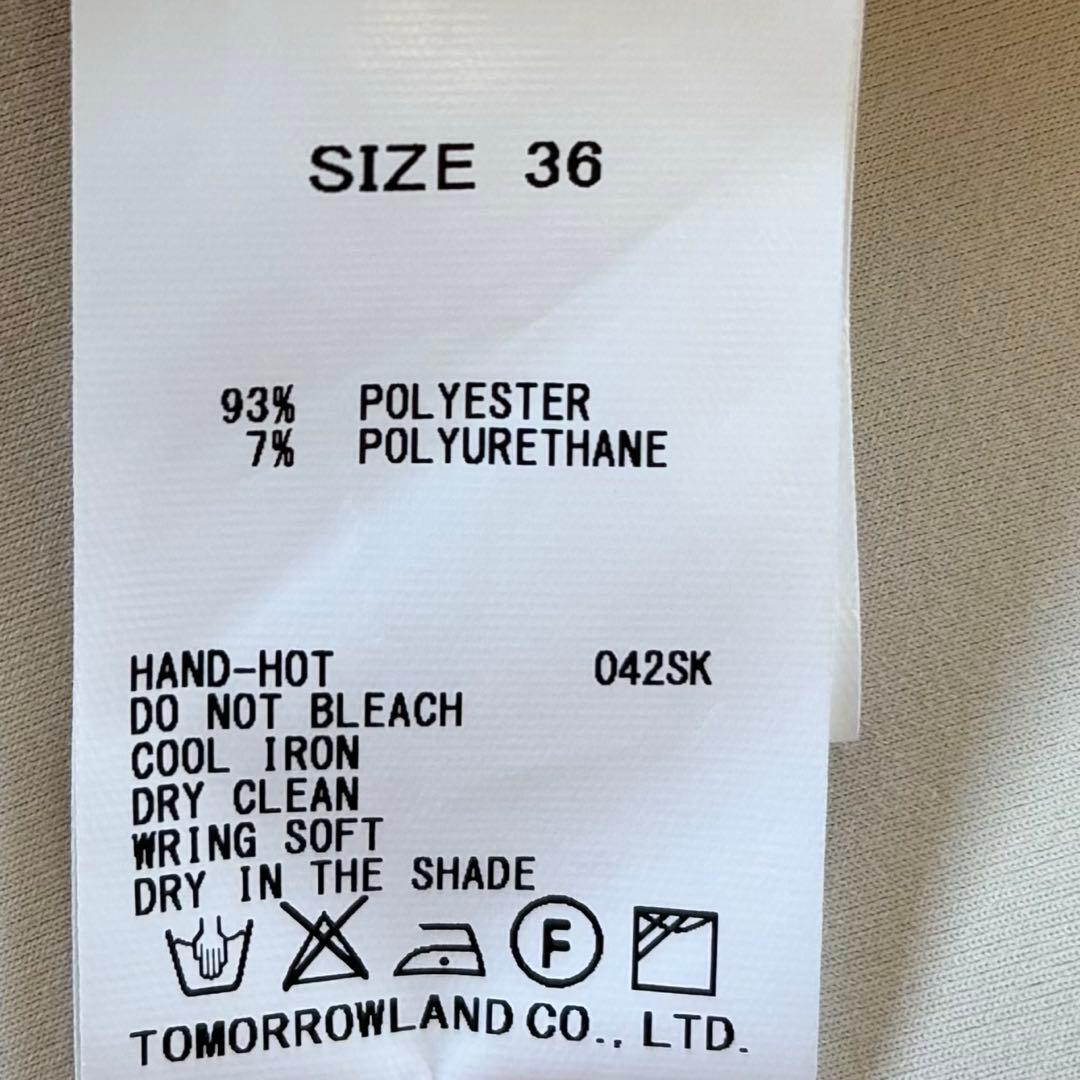 SIZE 36
93% POLYESTER
7% POLYURETHANE
HAND-HOT 042SK
DO NOT BLEACH
COOL IRON
DRY CLEAN
WRING SOFT
DRY IN THE SHADE
F
TOMORROWLAND CO., LTD.